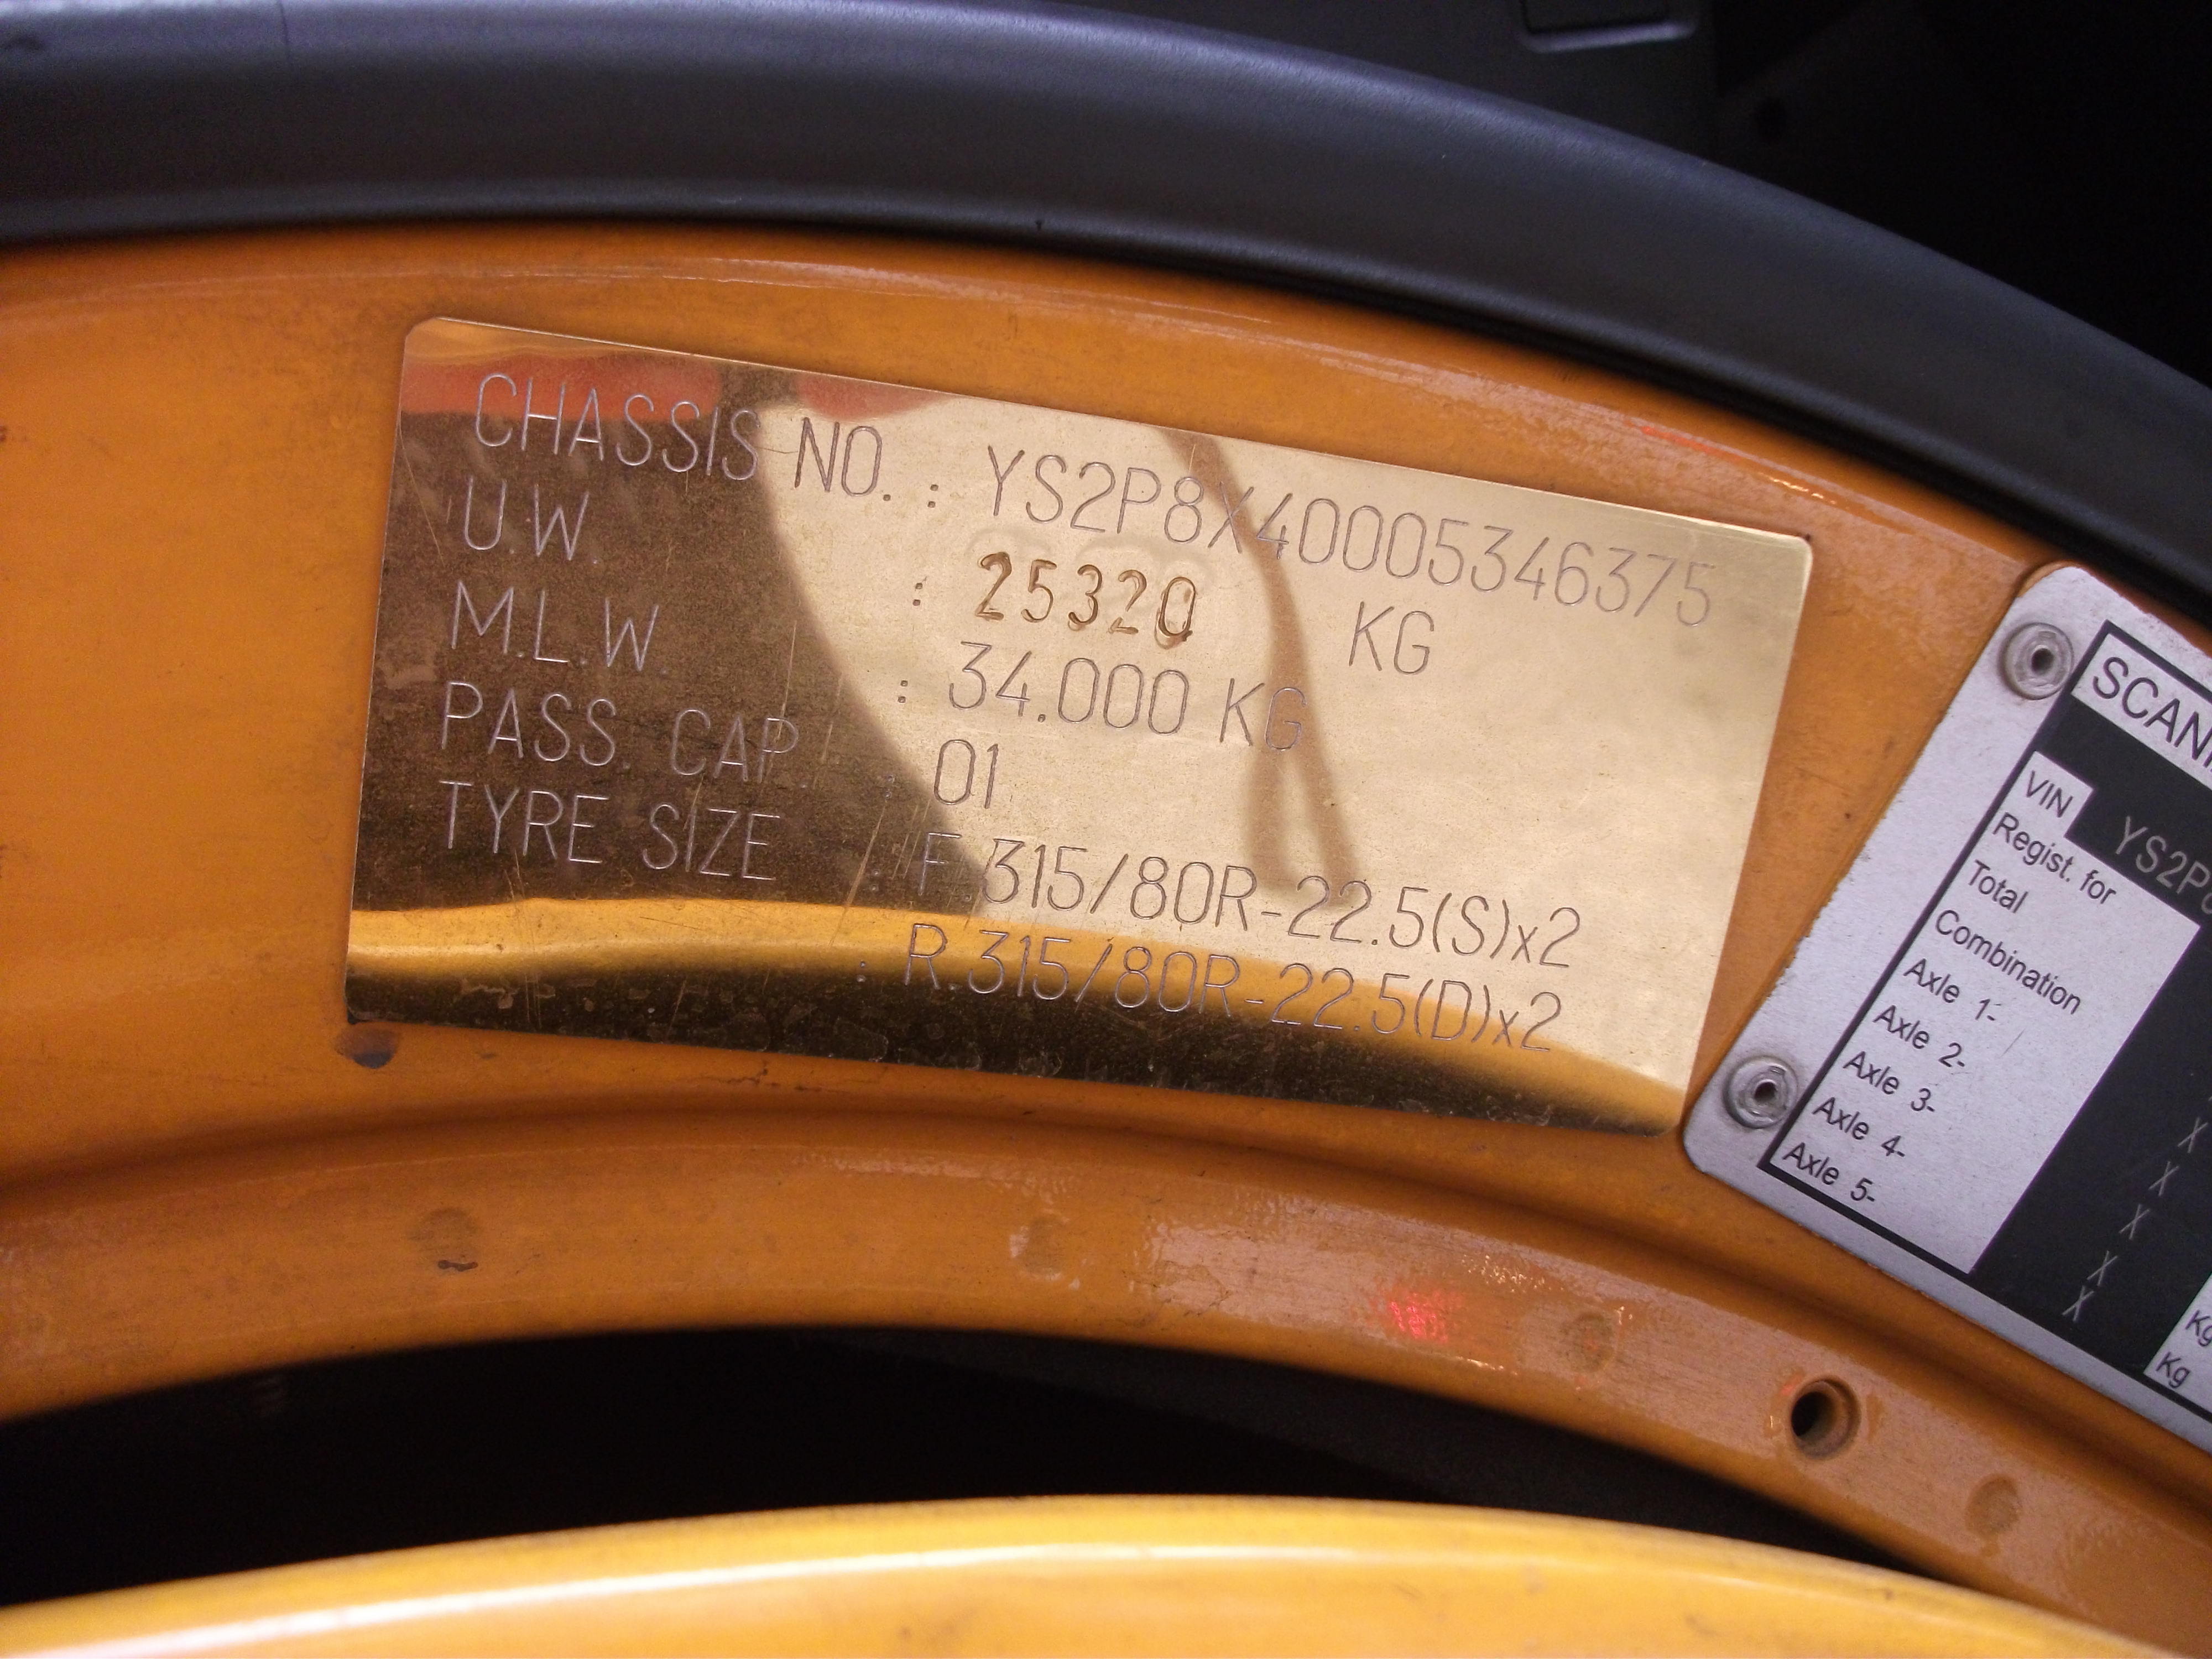 CHASSIS NO. : YS2P8X40005346375
U.W. : 25320 KG
M.L.W. : 34.000 KG
PASS. CAP. : 01
TYRE SIZE : F.315/80R-22.5(S)x2
: R.315/80R-22.5(D)x2
SCAN
VIN YS2P
Regist. for
Total
Combination
Axle 1-
Axle 2-
Axle 3-
Axle 4-
Axle 5-
X
X
X
X
X
Kg
Kg